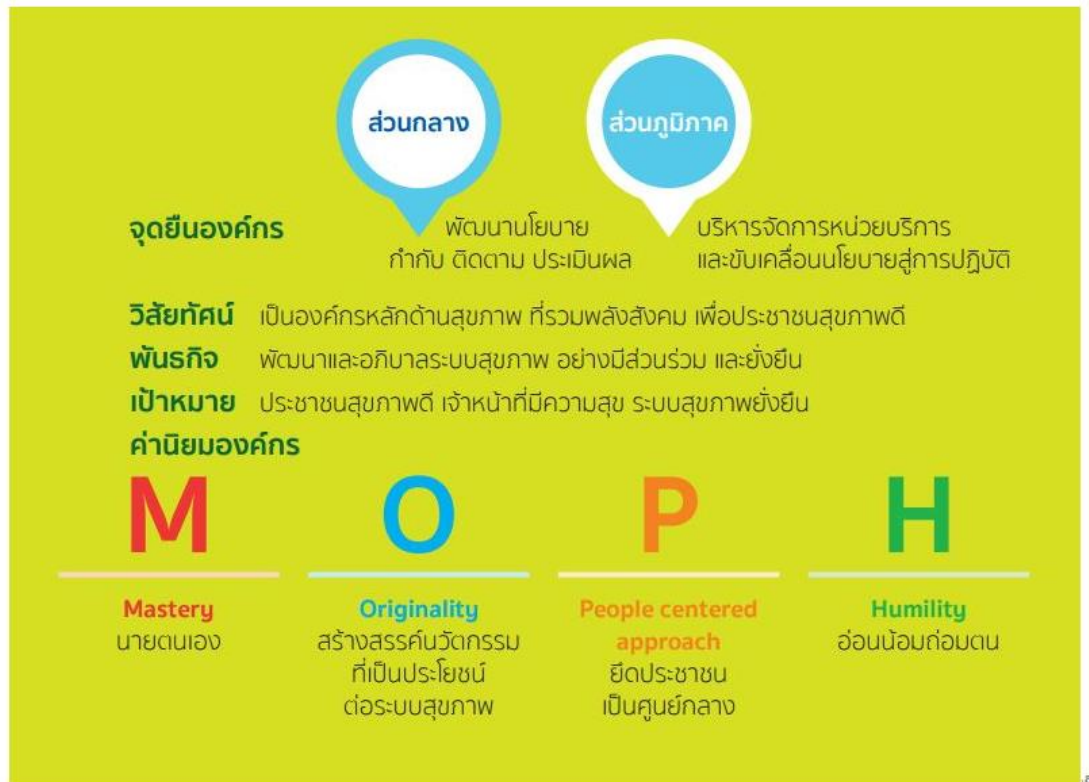 ส่วนกลาง
ส่วนภูมิภาค
จุดยืนองค์กร
พัฒนานโยบาย
กำกับ ติดตาม ประเมินผล
บริหารจัดการหน่วยบริการ
และขับเคลื่อนนโยบายสู่การปฏิบัติ
วิสัยทัศน์ เป็นองค์กรหลักด้านสุขภาพ ที่รวมพลังสังคม เพื่อประชาชนสุขภาพดี
พันธกิจ พัฒนาและอภิบาลระบบสุขภาพ อย่างมีส่วนร่วม และยั่งยืน
เป้าหมาย ประชาชนสุขภาพดี เจ้าหน้าที่มีความสุข ระบบสุขภาพยั่งยืน
ค่านิยมองค์กร
M
Mastery
นายตนเอง
O
Originality
สร้างสรรค์นวัตกรรม
ที่เป็นประโยชน์
ต่อระบบสุขภาพ
P
People centered
approach
ยึดประชาชน
เป็นศูนย์กลาง
H
Humility
อ่อนน้อมถ่อมตน